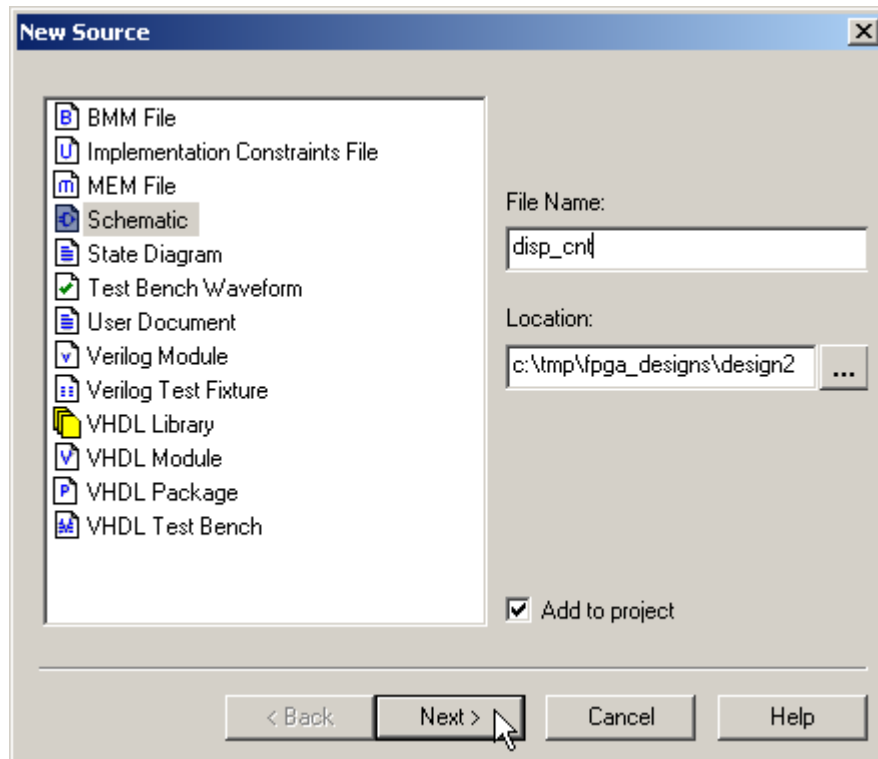 New Source
BMM File
Implementation Constraints File
MEM File
Schematic
State Diagram
Test Bench Waveform
User Document
Verilog Module
Verilog Test Fixture
VHDL Library
VHDL Module
VHDL Package
VHDL Test Bench
File Name:
disp_cnt
Location:
c:\tmp\fpga_designs\design2
...
Add to project
< Back
Next >
Cancel
Help